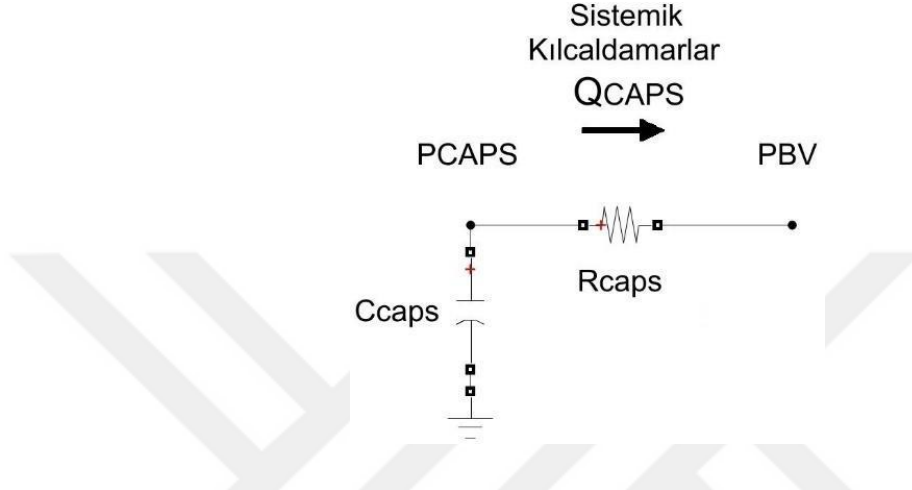 Sistemik
Kılcaldamarlar
QCAPS
PCAPS
PBV
Rcaps
Ccaps